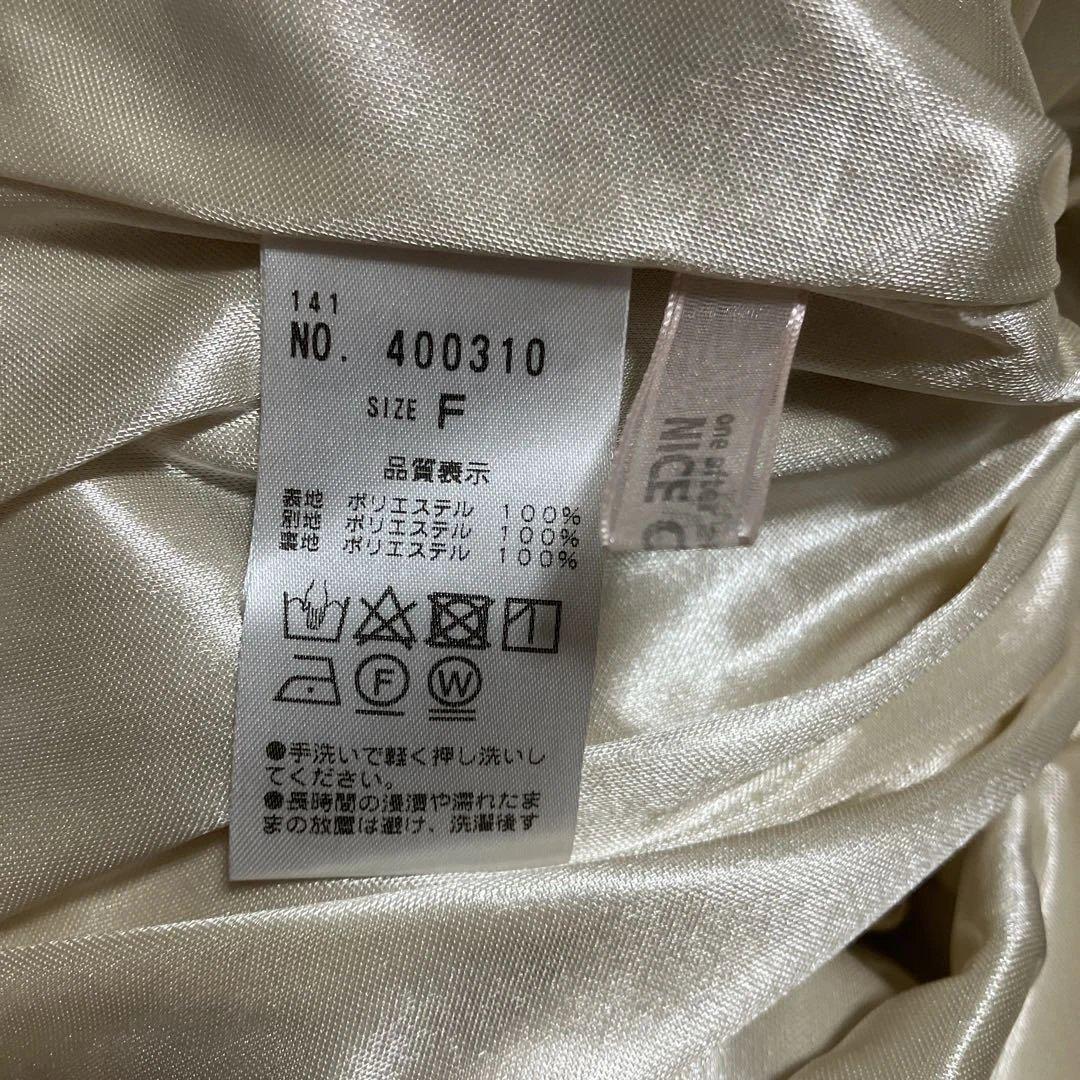 141
NO. 400310
SIZE F
品質表示
表地 ポリエステル 100%
別地 ポリエステル 100%
裏地 ポリエステル 100%
F W
●手洗いで軽く押し洗いし
てください。
●長時間の浸漬や濡れたま
まの放置は避け、洗濯後す
one after a
NICE C